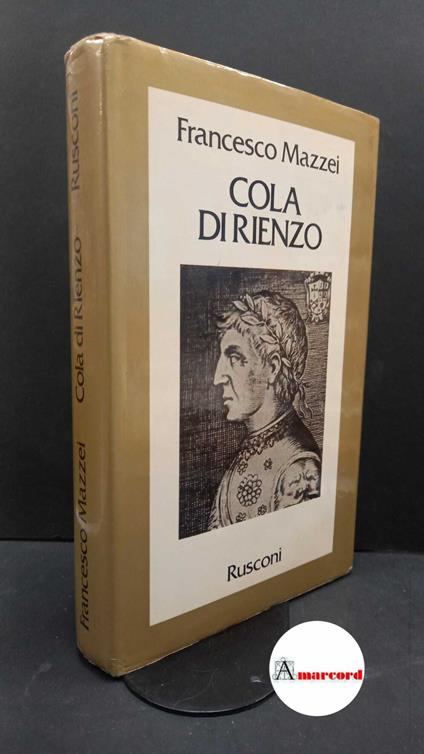 Francesco Mazzei
COLA
DI RIENZO
Rusconi
Francesco Mazzei Cola di Rienzo Rusconi
Amarcord